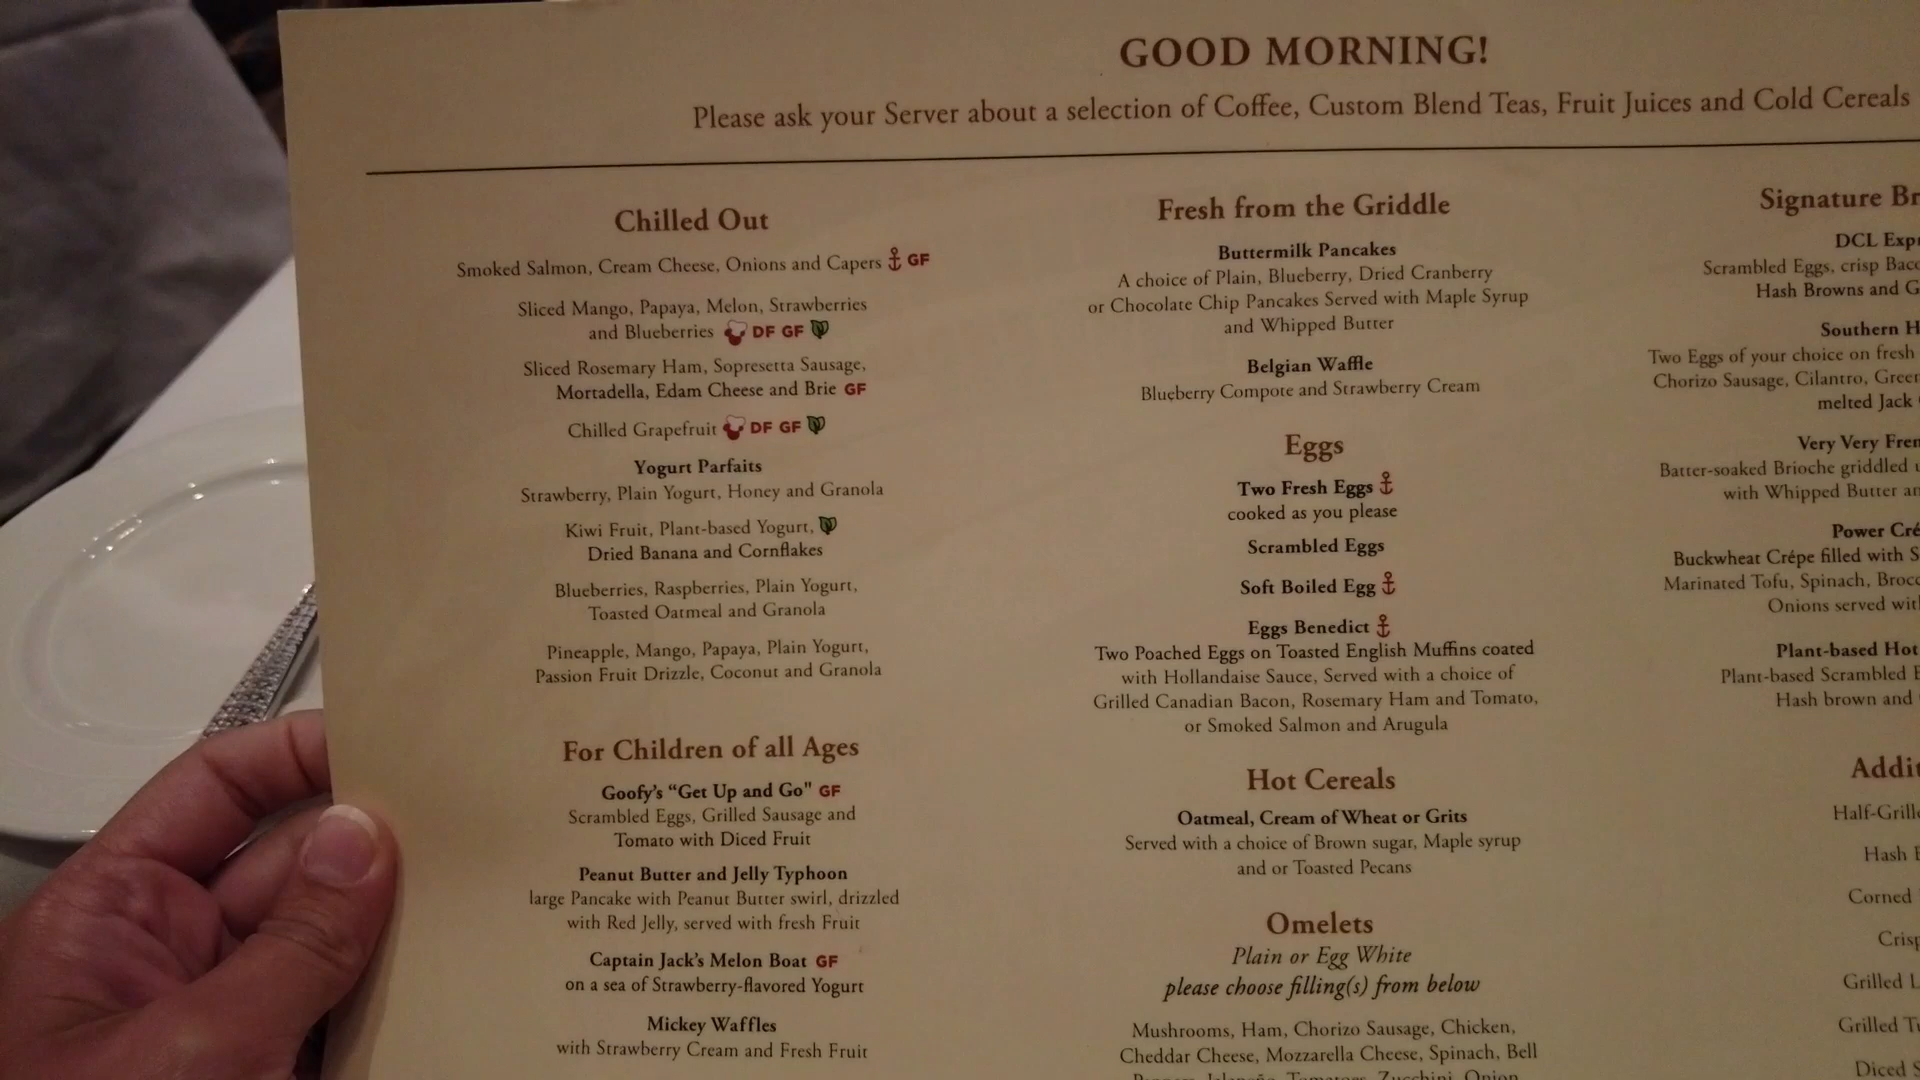 GOOD MORNING!
Please ask your Server about a selection of Coffee, Custom Blend Teas, Fruit Juices and Cold Cereals
Chilled Out
Smoked Salmon, Cream Cheese, Onions and Capers GF
Sliced Mango, Papaya, Melon, Strawberries
and Blueberries DF GF
Sliced Rosemary Ham, Sopresetta Sausage,
Mortadella, Edam Cheese and Brie GF
Chilled Grapefruit DF GF
Yogurt Parfaits
Strawberry, Plain Yogurt, Honey and Granola
Kiwi Fruit, Plant-based Yogurt,
Dried Banana and Cornflakes
Blueberries, Raspberries, Plain Yogurt,
Toasted Oatmeal and Granola
Pineapple, Mango, Papaya, Plain Yogurt,
Passion Fruit Drizzle, Coconut and Granola
For Children of all Ages
Goofy's "Get Up and Go" GF
Scrambled Eggs, Grilled Sausage and
Tomato with Diced Fruit
Peanut Butter and Jelly Typhoon
large Pancake with Peanut Butter swirl, drizzled
with Red Jelly, served with fresh Fruit
Captain Jack's Melon Boat GF
on a sea of Strawberry-flavored Yogurt
Mickey Waffles
with Strawberry Cream and Fresh Fruit
Fresh from the Griddle
Buttermilk Pancakes
A choice of Plain, Blueberry, Dried Cranberry
or Chocolate Chip Pancakes Served with Maple Syrup
and Whipped Butter
Belgian Waffle
Blueberry Compote and Strawberry Cream
Eggs
Two Fresh Eggs
cooked as you please
Scrambled Eggs
Soft Boiled Egg
Eggs Benedict
Two Poached Eggs on Toasted English Muffins coated
with Hollandaise Sauce, Served with a choice of
Grilled Canadian Bacon, Rosemary Ham and Tomato,
or Smoked Salmon and Arugula
Hot Cereals
Oatmeal, Cream of Wheat or Grits
Served with a choice of Brown sugar, Maple syrup
and or Toasted Pecans
Omelets
Plain or Egg White
please choose filling(s) from below
Mushrooms, Ham, Chorizo Sausage, Chicken,
Cheddar Cheese, Mozzarella Cheese, Spinach, Bell
Signature
DCL
Scrambled Eggs, crisp
Hash Browns and
Southern
Two Eggs of your choice on fresh
Chorizo Sausage, Cilantro,
melted Jack
Very Very
Batter-soaked Brioche griddled
with Whipped Butter
Power
Buckwheat Crépe filled with
Marinated Tofu, Spinach,
Onions served
Plant-based Hot
Plant-based Scrambled
Hash brown and
Hash
Corned
Grilled
Grilled
Diced